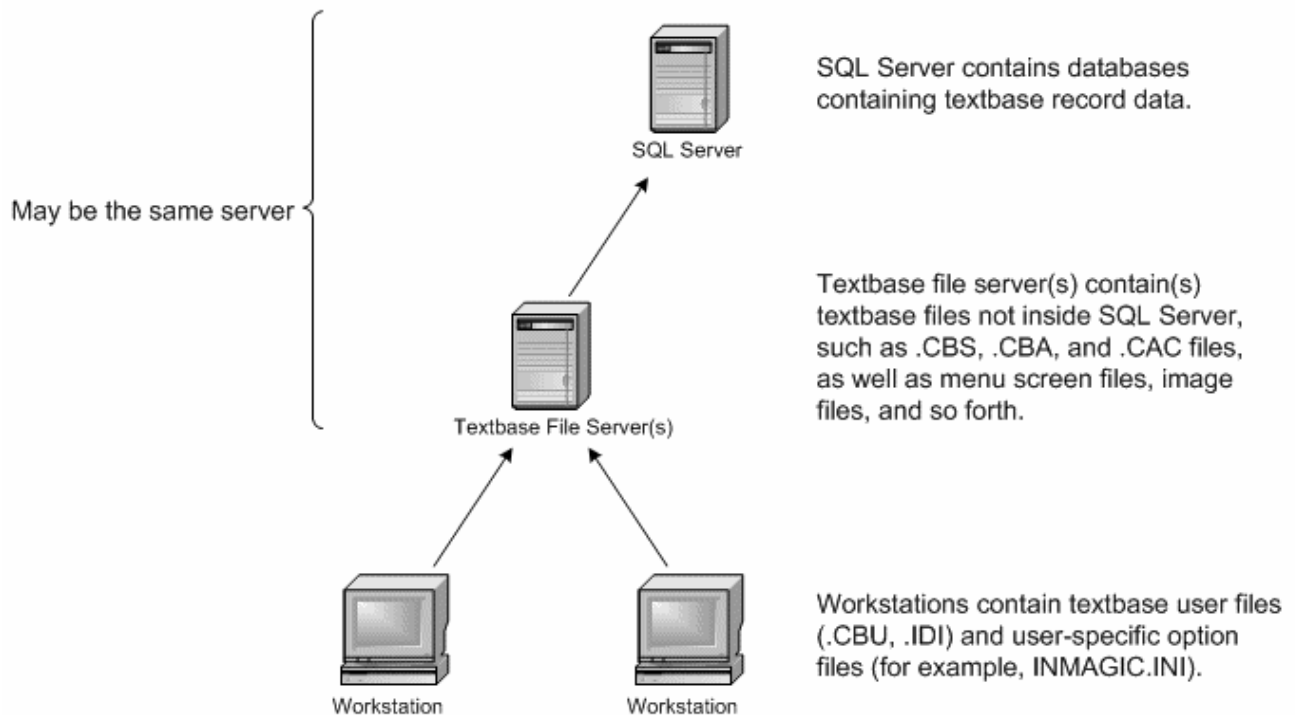 SQL Server contains databases
containing textbase record data.
SQL Server
May be the same server
Textbase file server(s) contain(s)
textbase files not inside SQL Server,
such as .CBS, .CBA, and .CAC files,
as well as menu screen files, image
files, and so forth.
Textbase File Server(s)
Workstations contain textbase user files
(.CBU, .IDI) and user-specific option
files (for example, INMAGIC.INI).
Workstation
Workstation